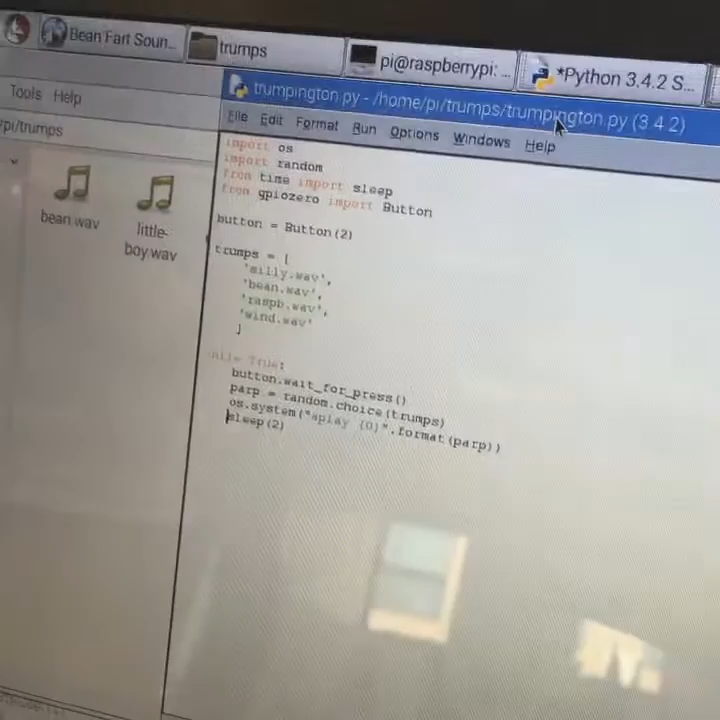 Bean Fart Soun...
trumps
pi@raspberrypi: ...
*Python 3.4.2 S...
Tools Help
/pi/trumps
bean.wav
little-
boy.wav
trumpington.py - /home/pi/trumps/trumpington.py (3.4.2)
File Edit Format Run Options Windows Help
import os
import random
from time import sleep
from gpiozero import Button
button = Button(2)
trumps = [
'silly.wav',
'bean.wav',
'raspb.wav',
'wind.wav'
]
while True:
button.wait_for_press()
parp = random.choice(trumps)
os.system("aplay {0}".format(parp))
sleep(2)